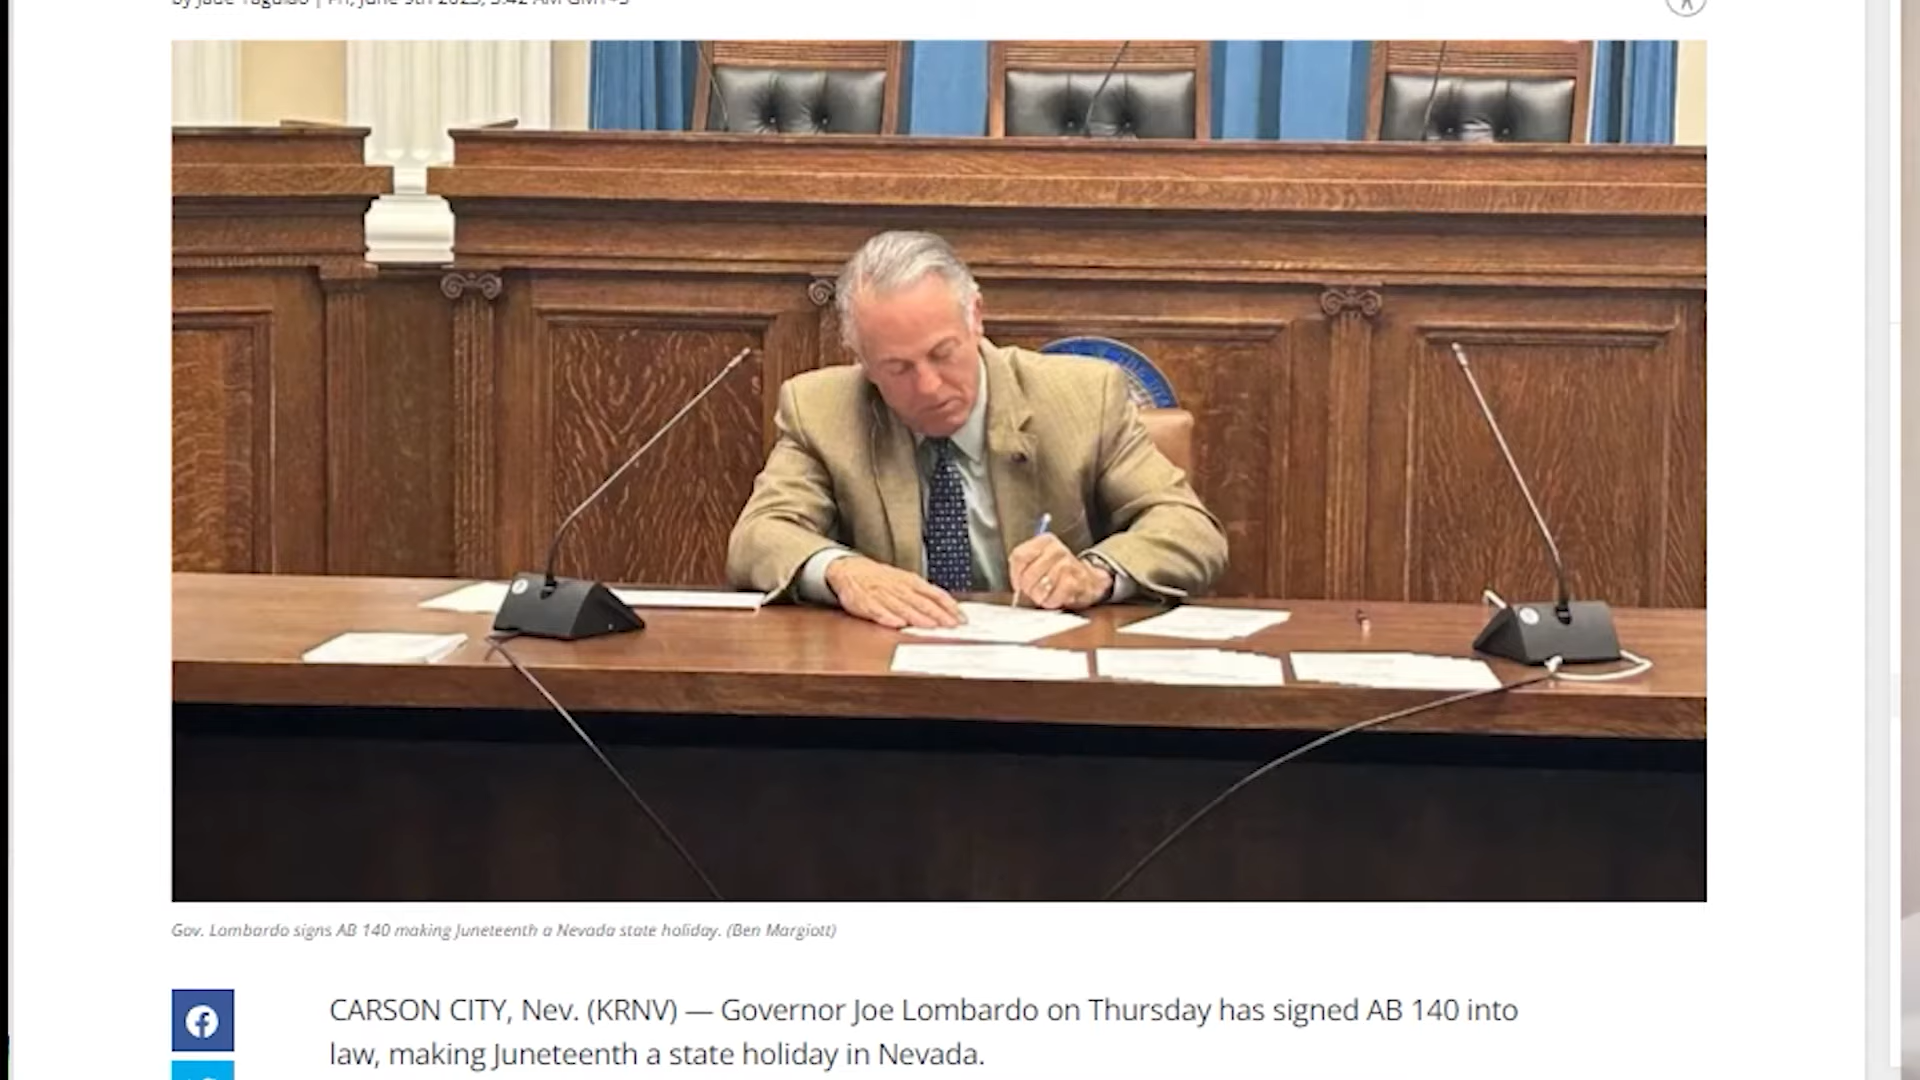 CARSON CITY, Nev. (KRNV) — Governor Joe Lombardo on Thursday has signed AB 140 into
law, making Juneteenth a state holiday in Nevada.
Gov. Lombardo signs AB 140 making Juneteenth a Nevada state holiday. (Ben Margiott)